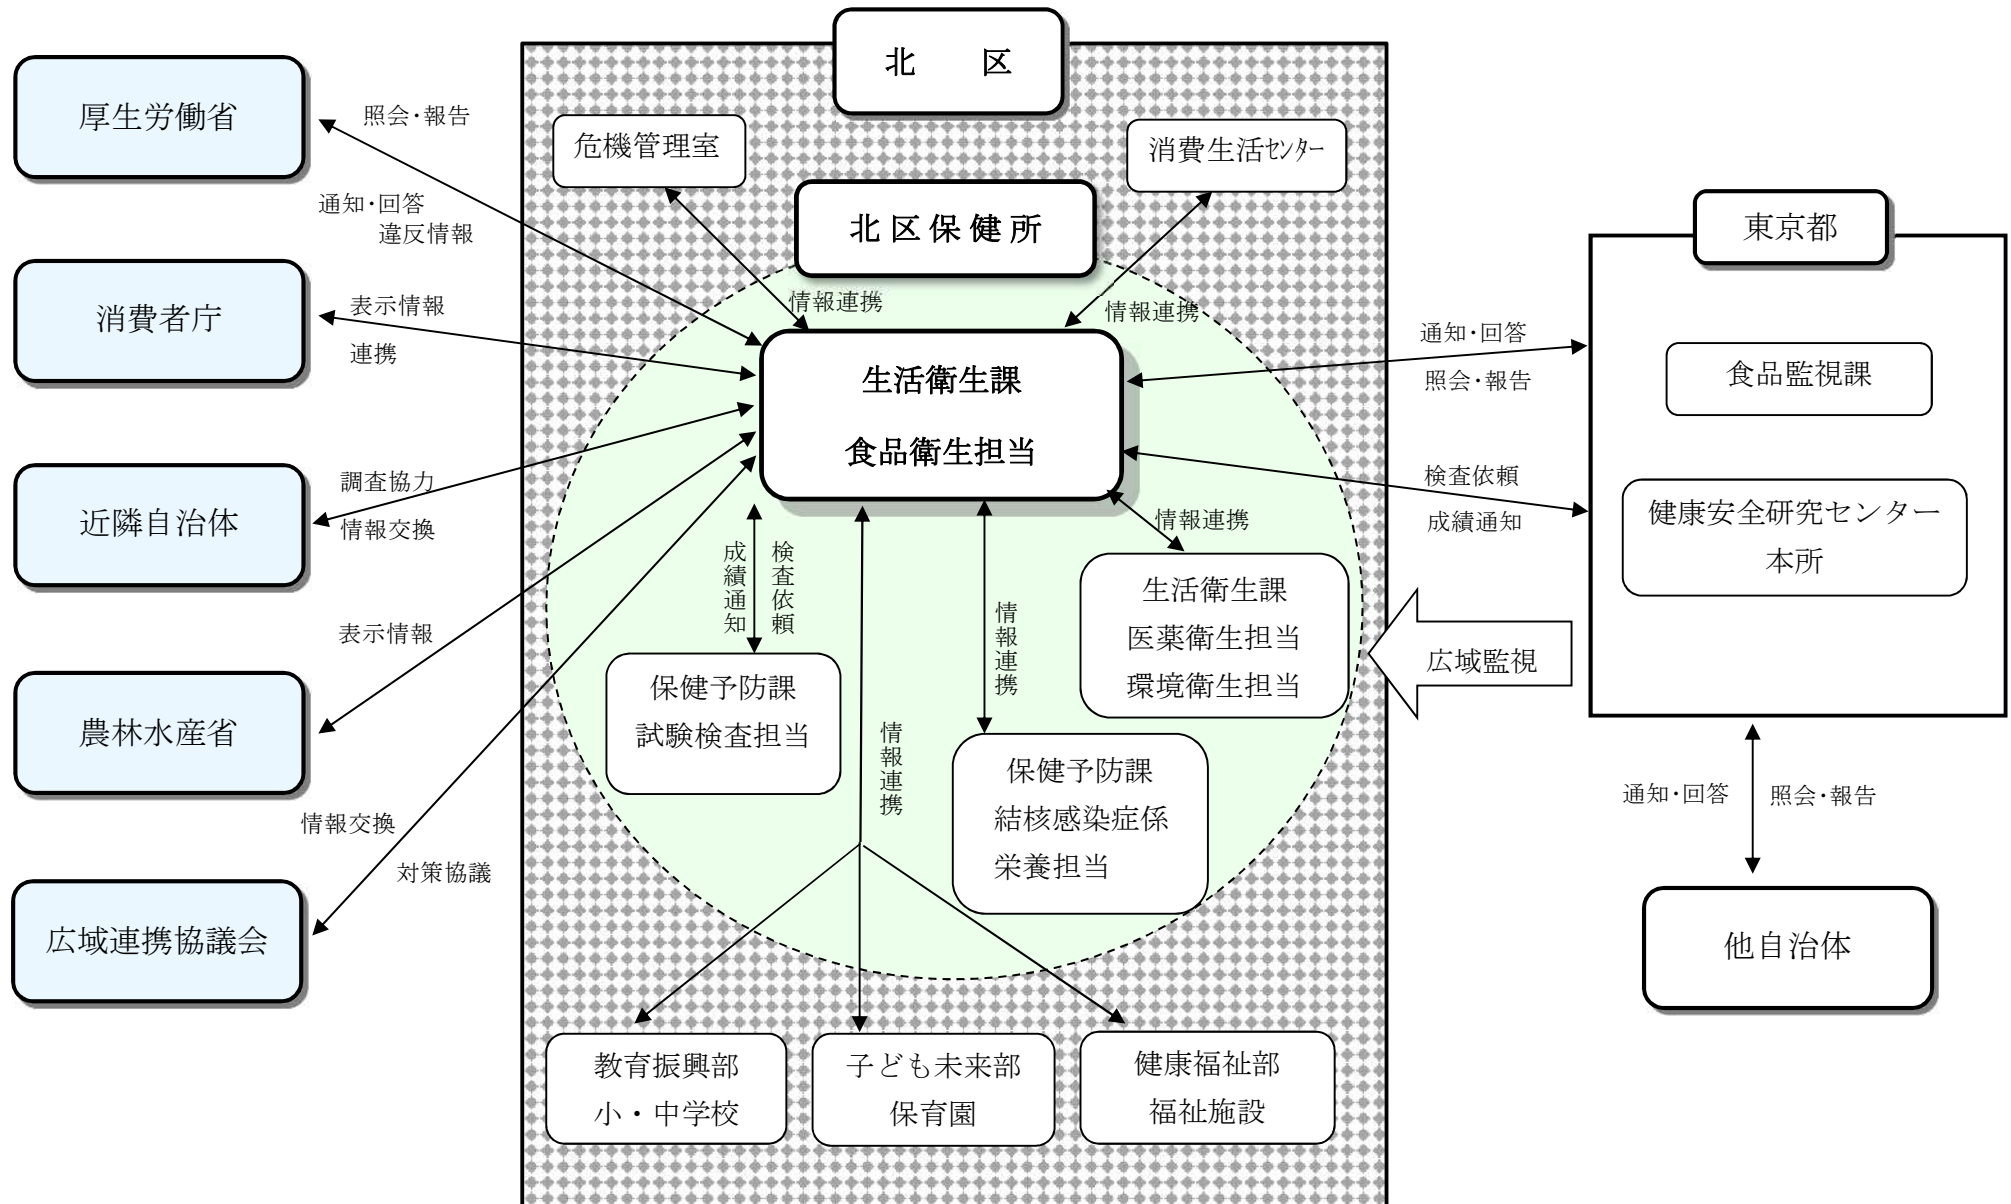 北　　区
厚生労働省
照会・報告
通知・回答
違反情報
消費者庁
表示情報
連携
近隣自治体
調査協力
情報交換
農林水産省
表示情報
広域連携協議会
情報交換
対策協議
危機管理室
消費生活ｾﾝﾀｰ
北区保健所
情報連携
情報連携
生活衛生課
食品衛生担当
成績通知
検査依頼
情報連携
情報連携
情報連携
保健予防課
試験検査担当
生活衛生課
医薬衛生担当
環境衛生担当
保健予防課
結核感染症係
栄養担当
教育振興部
小・中学校
子ども未来部
保育園
健康福祉部
福祉施設
通知・回答
照会・報告
検査依頼
成績通知
広域監視
東京都
食品監視課
健康安全研究センター
本所
通知・回答
照会・報告
他自治体